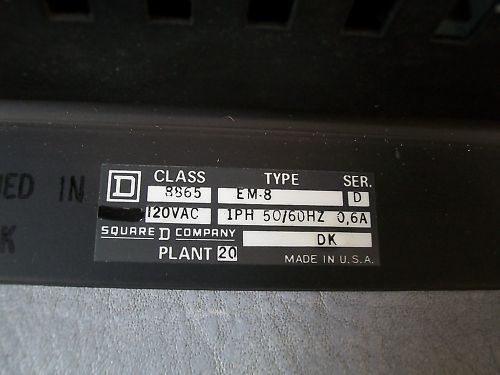 CLASS TYPE SER.
D 8865 EM-8 D
120VAC 1PH 50/60HZ 0,6A
SQUARE D COMPANY DK
PLANT 20 MADE IN U.S.A.
IN